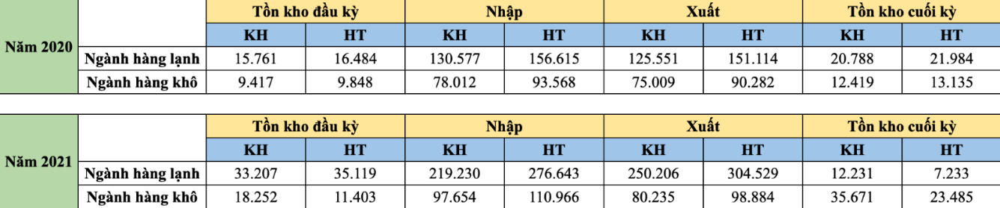 Tồn kho đầu kỳ Nhập Xuất Tồn kho cuối kỳ
Năm 2020 KH HT KH HT KH HT KH HT
Ngành hàng lạnh 15.761 16.484 130.577 156.615 125.551 151.114 20.788 21.984
Ngành hàng khô 9.417 9.848 78.012 93.568 75.009 90.282 12.419 13.135
Tồn kho đầu kỳ Nhập Xuất Tồn kho cuối kỳ
Năm 2021 KH HT KH HT KH HT KH HT
Ngành hàng lạnh 33.207 35.119 219.230 276.643 250.206 304.529 12.231 7.233
Ngành hàng khô 18.252 11.403 97.654 110.966 80.235 98.884 35.671 23.485